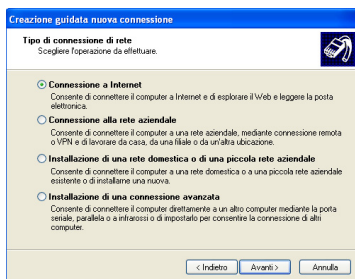 Creazione guidata nuova connessione
Tipo di connessione di rete
Scegliere l'operazione da effettuare.
Connessione a Internet
Consente di connettere il computer a Internet e di esplorare il Web e leggere la posta
elettronica.
Connessione alla rete aziendale
Consente di connettere il computer a una rete aziendale, mediante connessione remota
o VPN e di lavorare da casa, da una filiale o da un'altra ubicazione.
Installazione di una rete domestica o di una piccola rete aziendale
Consente di connettere il computer a una rete domestica o a una piccola rete aziendale
esistente o di installarne una nuova.
Installazione di una connessione avanzata
Consente di connettere il computer direttamente a un altro computer mediante la porta
seriale, parallela o a infrarossi o di impostarlo per consentire la connessione di altri
computer.
< Indietro
Avanti >
Annulla